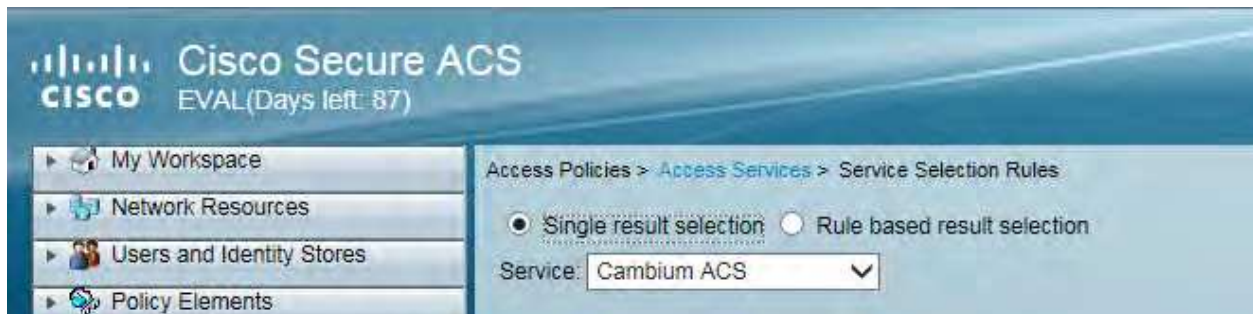 Cisco Secure ACS
CISCO EVAL(Days left: 87)
My Workspace
Network Resources
Users and Identity Stores
Policy Elements
Access Policies > Access Services > Service Selection Rules
Single result selection Rule based result selection
Service: Cambium ACS